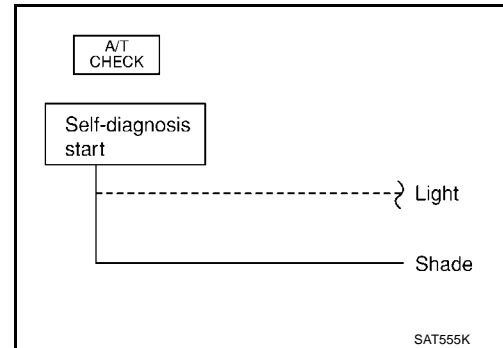 A/T
CHECK
Self-diagnosis
start
Light
Shade
SAT555K